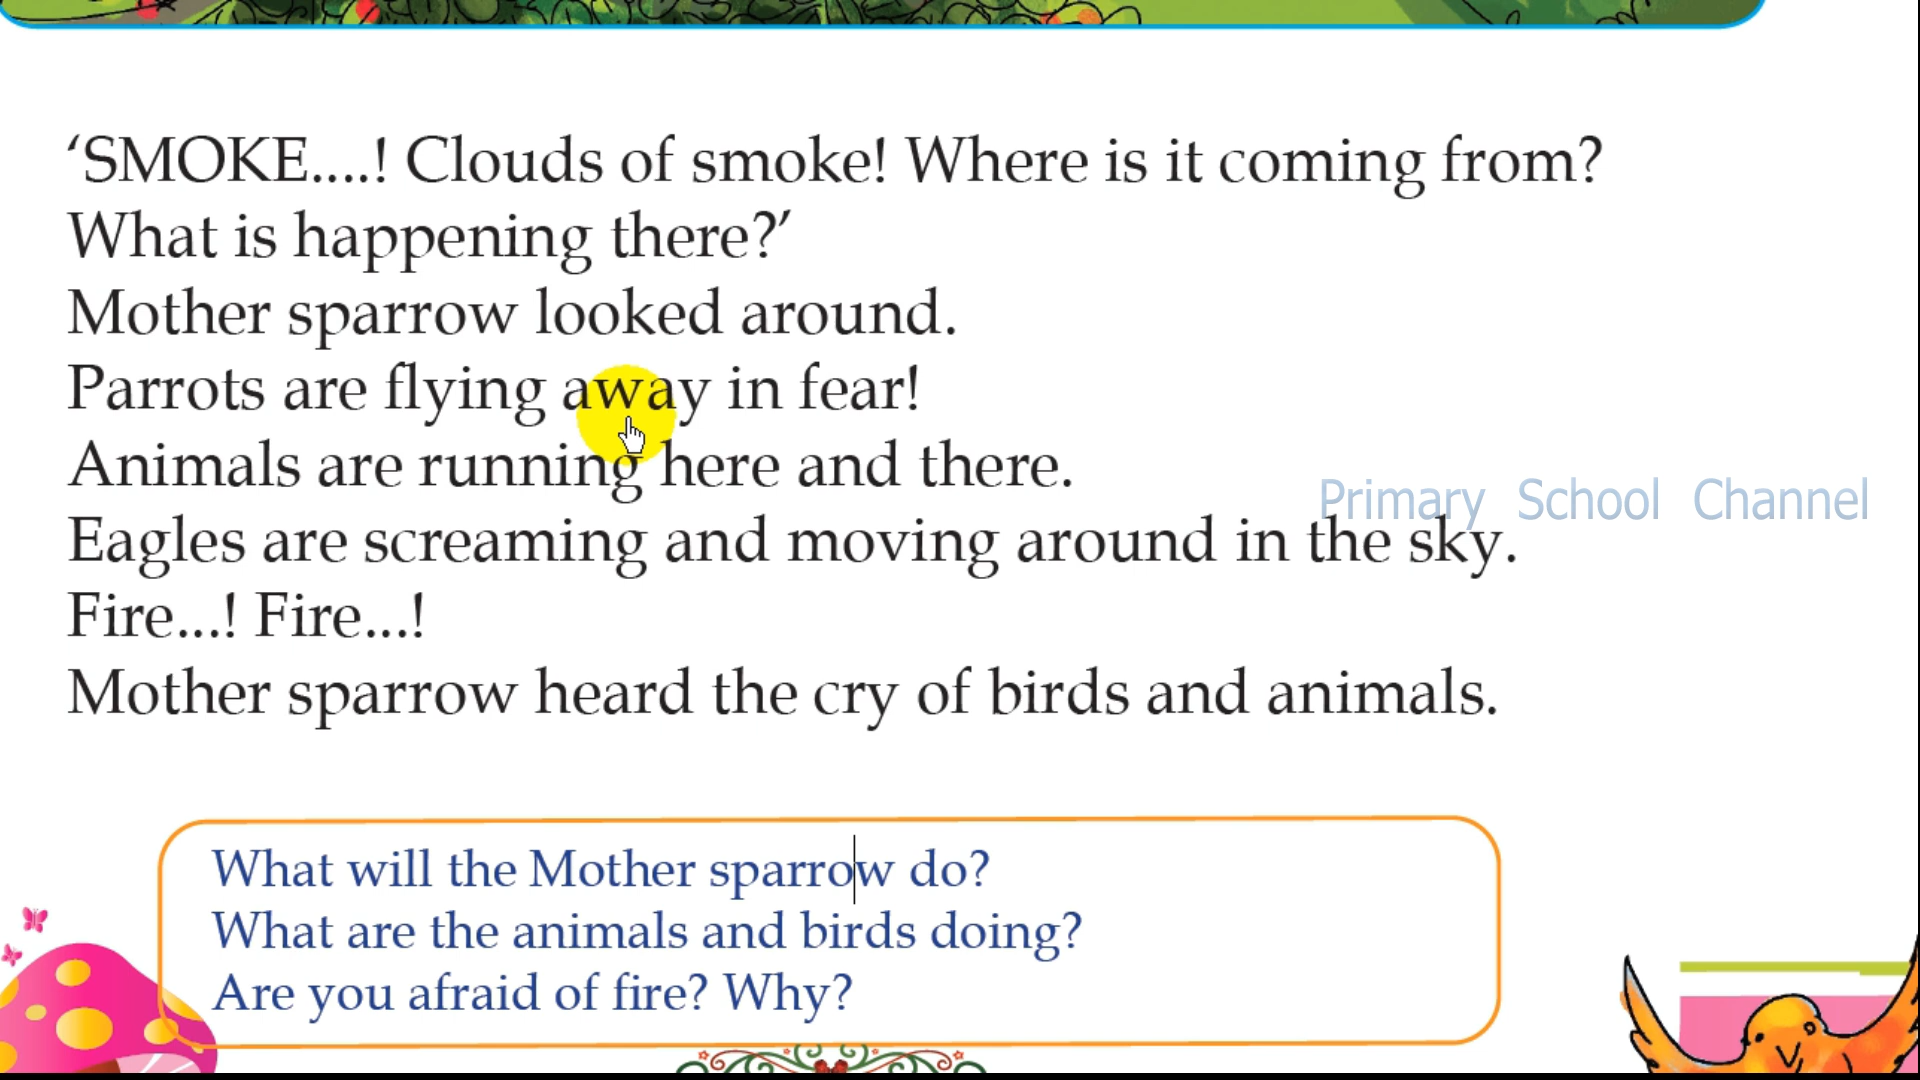 ‘SMOKE....! Clouds of smoke! Where is it coming from?
What is happening there?’
Mother sparrow looked around.
Parrots are flying away in fear!
Animals are running here and there.
Primary School Channel
Eagles are screaming and moving around in the sky.
Fire...! Fire...!
Mother sparrow heard the cry of birds and animals.
What will the Mother sparrow do?
What are the animals and birds doing?
Are you afraid of fire? Why?